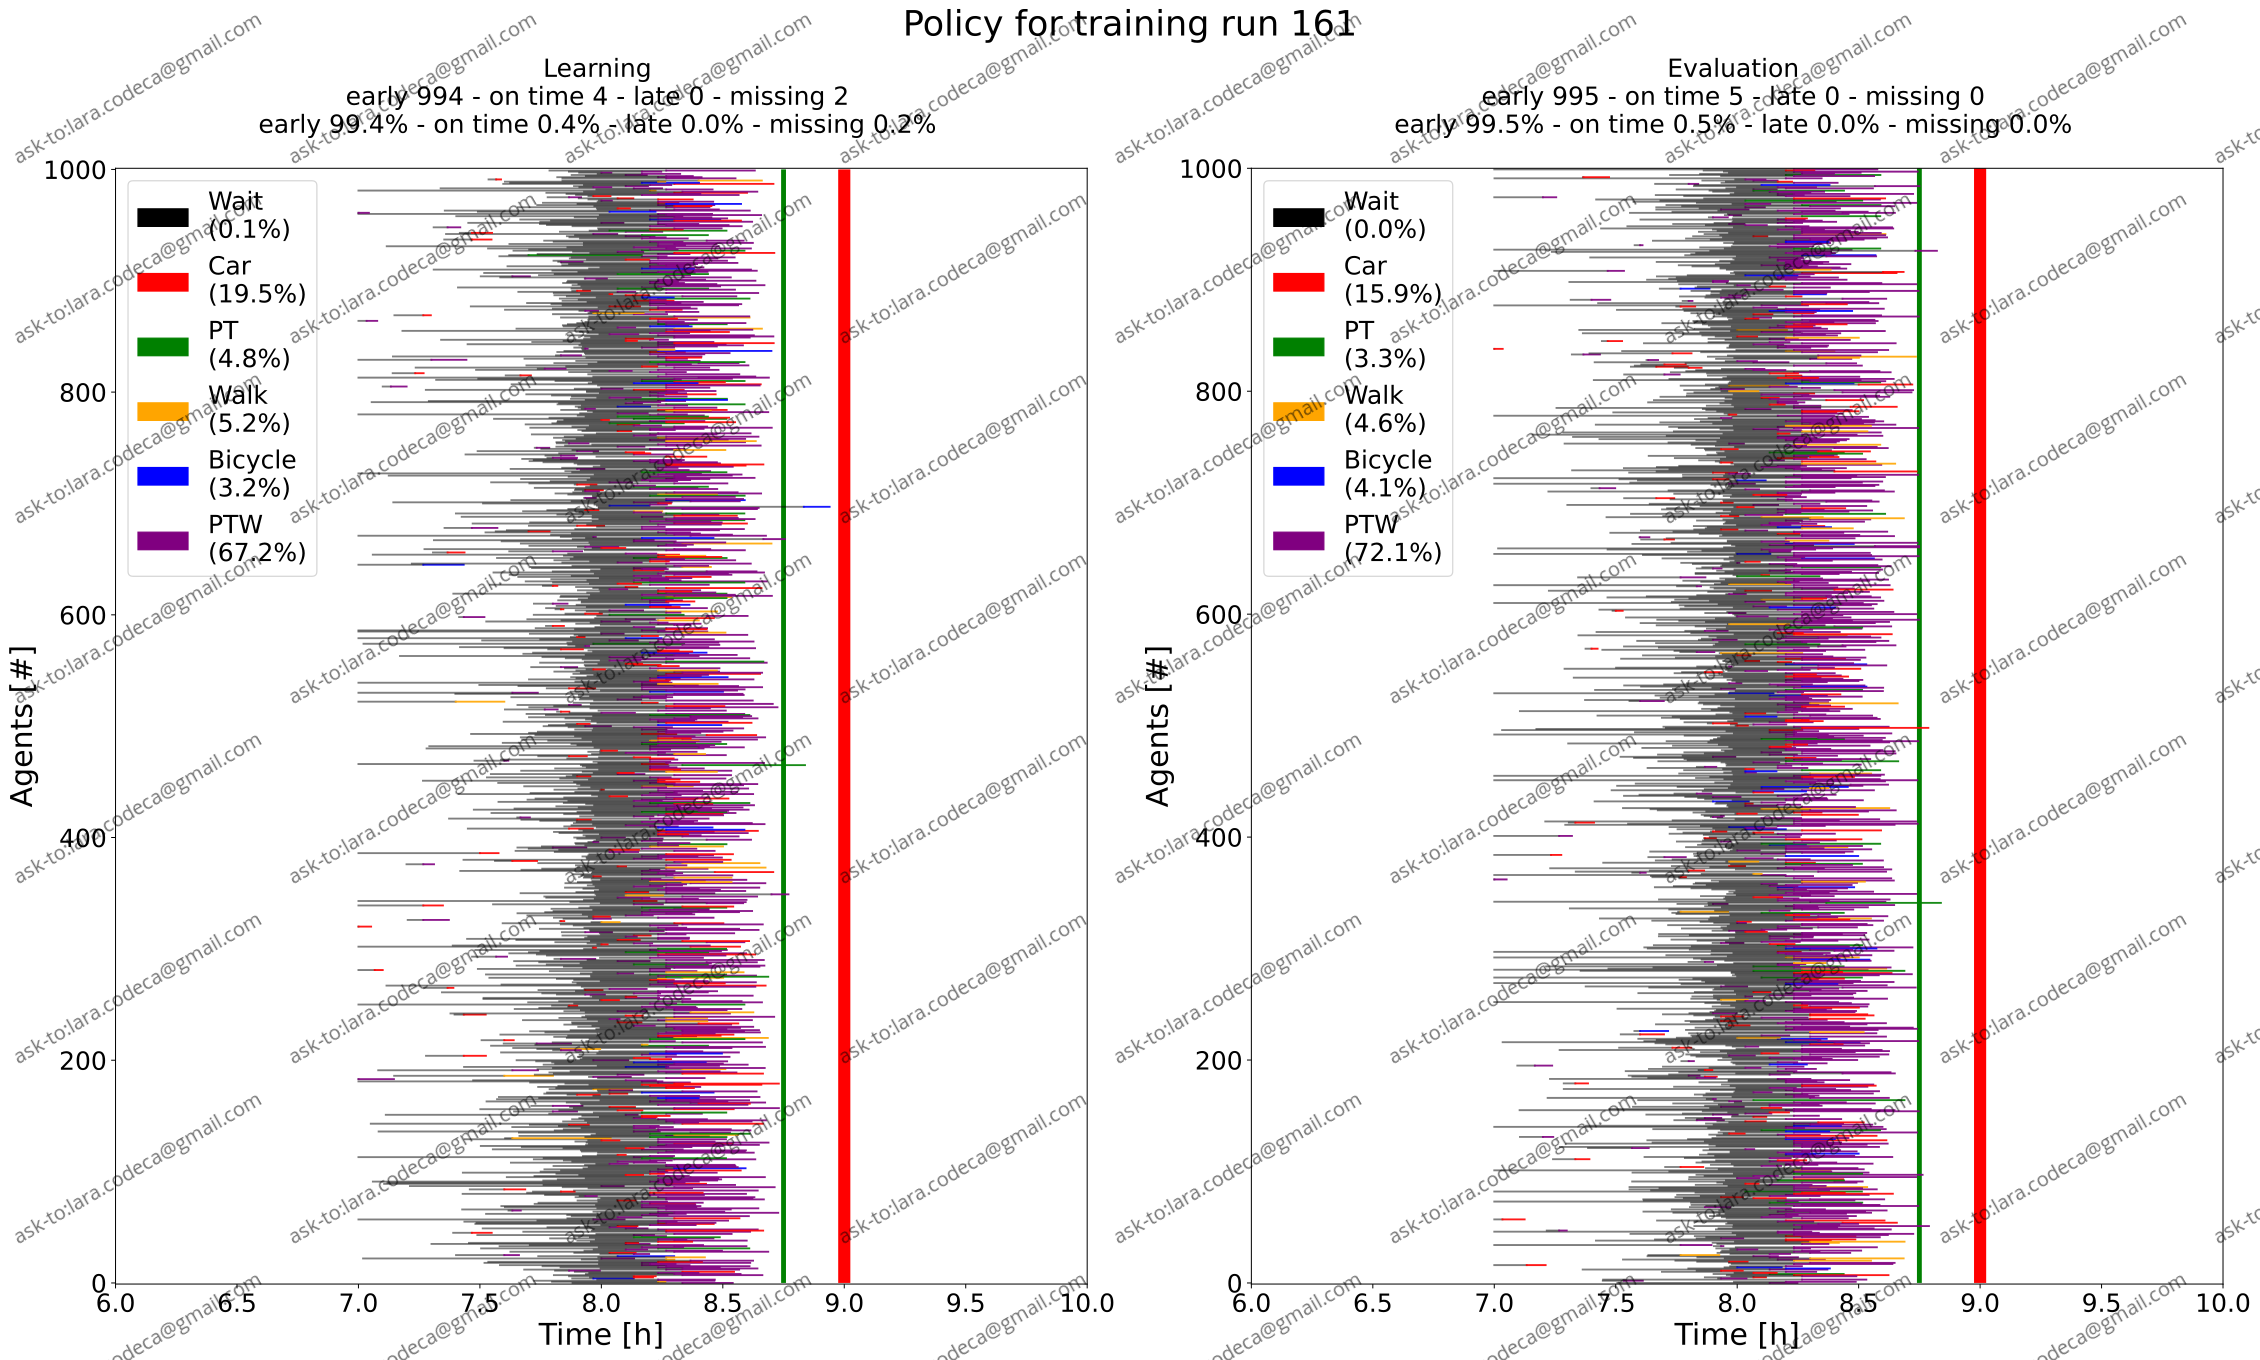 Policy for training run 161
Learning
early 994 - on time 4 - late 0 - missing 2
early 99.4% - on time 0.4% - late 0.0% - missing 0.2%
Wait
(0.1%)
Car
(19.5%)
PT
(4.8%)
Walk
(5.2%)
Bicycle
(3.2%)
PTW
(67.2%)
1000
800
600
400
200
0
Agents [#]
6.0 6.5 7.0 7.5 8.0 8.5 9.0 9.5 10.0
Time [h]
Evaluation
early 995 - on time 5 - late 0 - missing 0
early 99.5% - on time 0.5% - late 0.0% - missing 0.0%
Wait
(0.0%)
Car
(15.9%)
PT
(3.3%)
Walk
(4.6%)
Bicycle
(4.1%)
PTW
(72.1%)
1000
800
600
400
200
0
Agents [#]
6.0 6.5 7.0 7.5 8.0 8.5 9.0 9.5 10.0
Time [h]
ask-to:lara.codeca@gmail.com